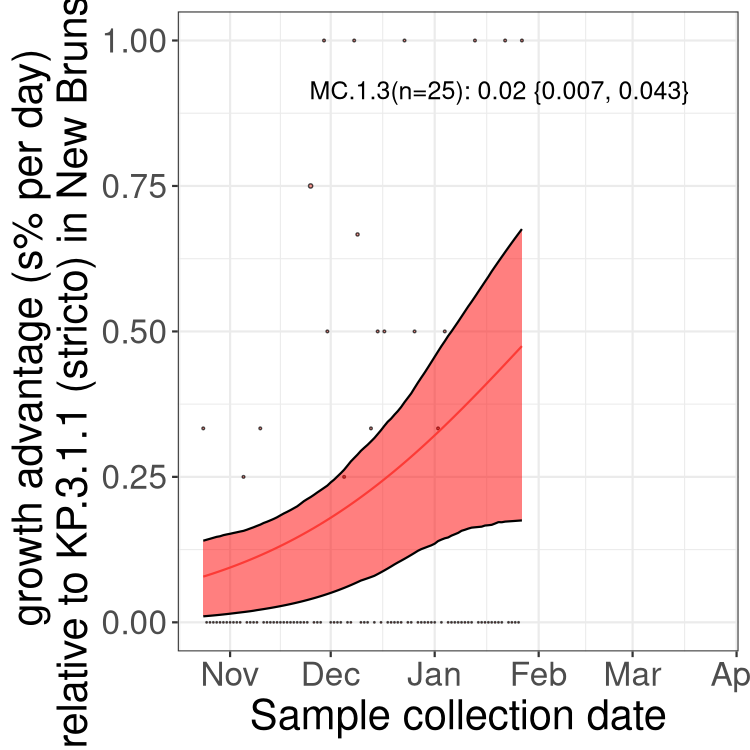 growth advantage (s% per day)
relative to KP.3.1.1 (stricto) in New Bruns
1.00
0.75
0.50
0.25
0.00
MC.1.3(n=25): 0.02 {0.007, 0.043}
Nov Dec Jan Feb Mar Ap
Sample collection date